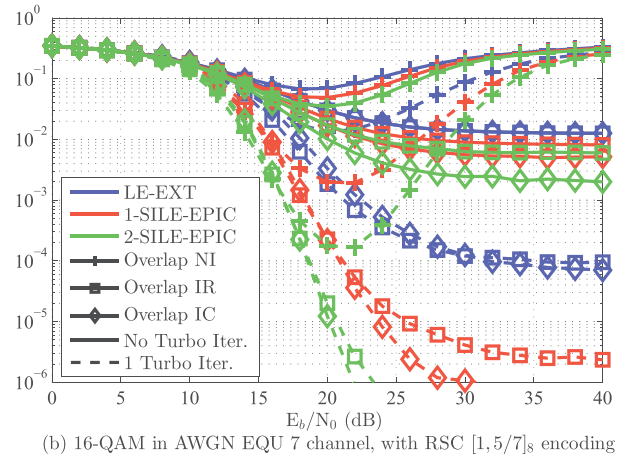 10^0
10^{-1}
10^{-2}
10^{-3}
10^{-4}
10^{-5}
10^{-6}
LE-EXT
1-SILE-EPIC
2-SILE-EPIC
Overlap NI
Overlap IR
Overlap IC
No Turbo Iter.
1 Turbo Iter.
0 5 10 15 20 25 30 35 40
E_b/N_0 (dB)
(b) 16-QAM in AWGN EQU 7 channel, with RSC [1, 5/7]_8 encoding